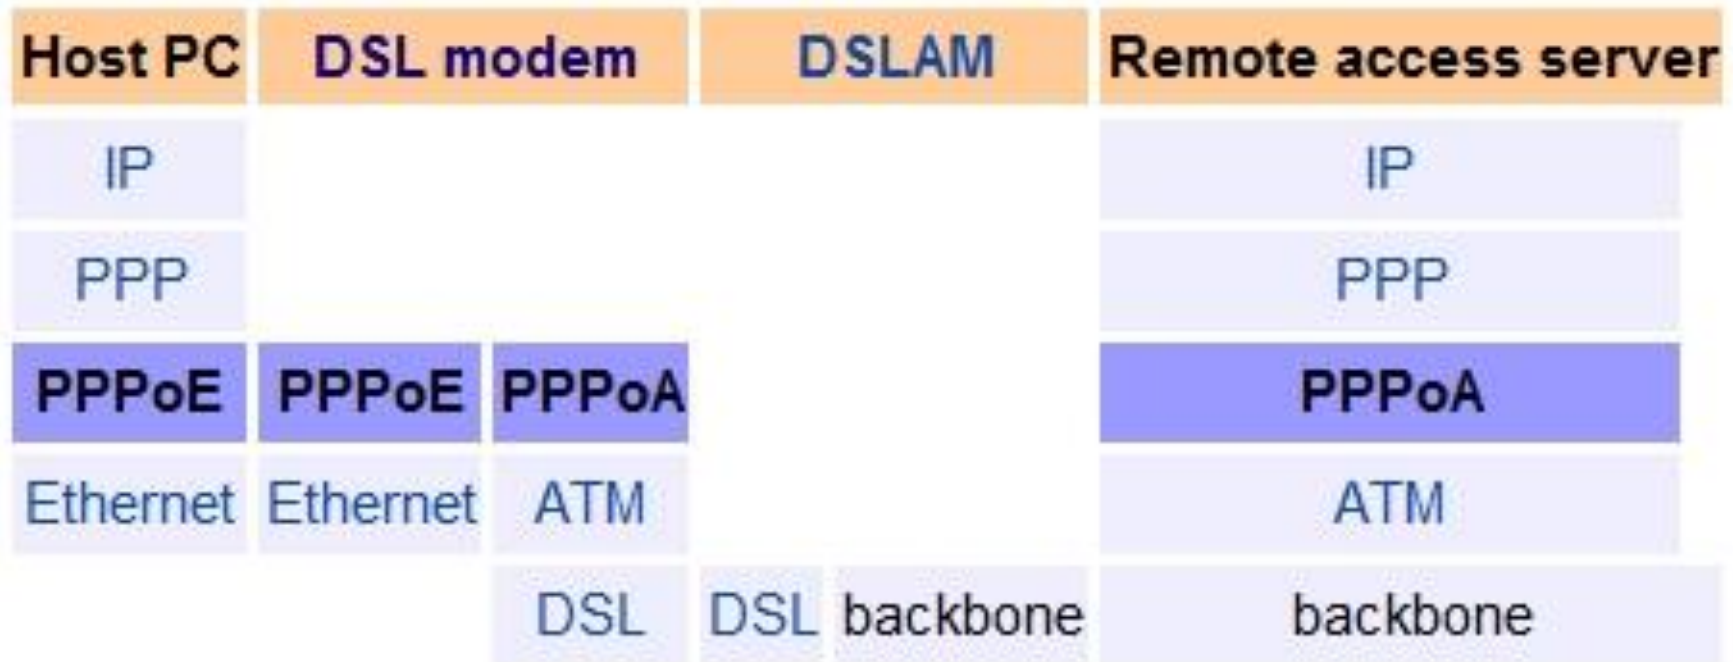 Host PC DSL modem DSLAM Remote access server
IP IP
PPP PPP
PPPoE PPPoE PPPoA PPPoA
Ethernet Ethernet ATM ATM
DSL DSL backbone backbone